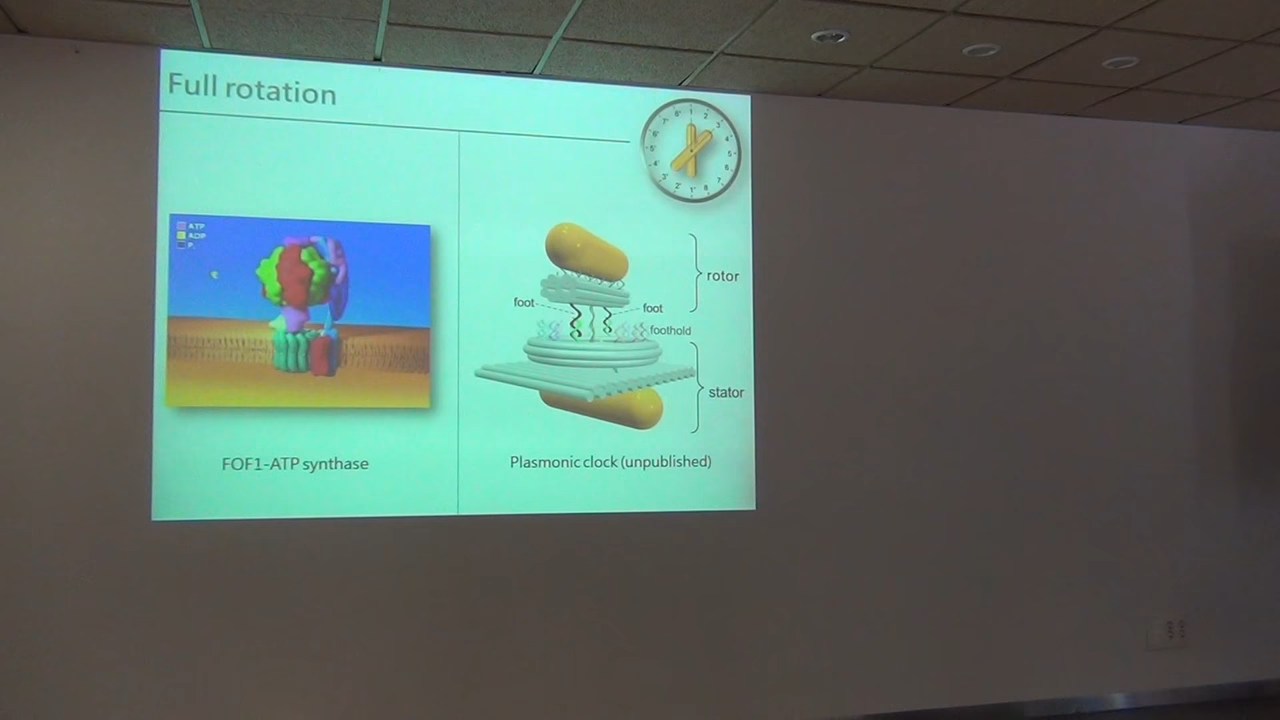 Full rotation
ATP
ADP
P
rotor
foot
foot
foothold
stator
FOF1-ATP synthase
Plasmonic clock (unpublished)